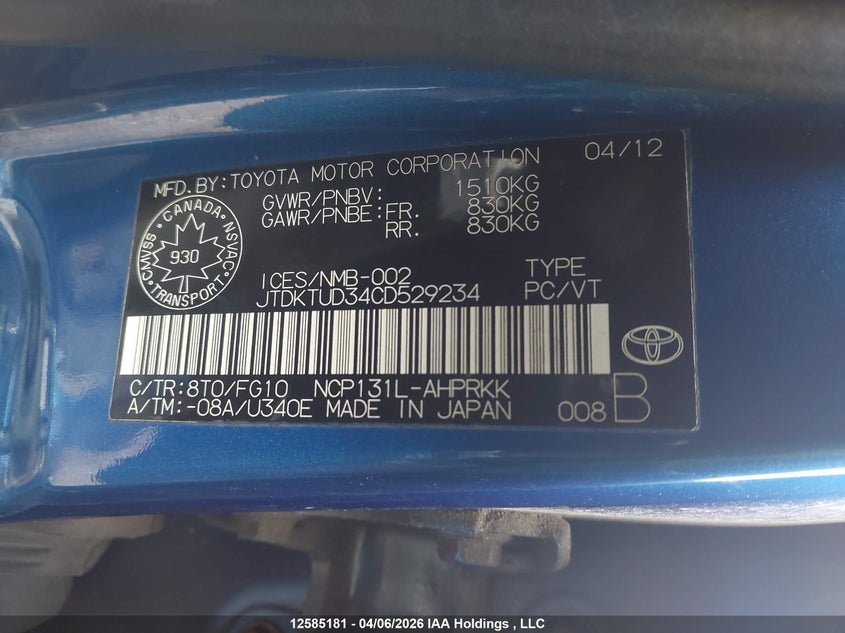 MFD.BY:TOYOTA MOTOR CORPORATION 04/12
GVWR/PNBV: 1510KG
GAWR/PNBE: FR. 830KG
RR. 830KG
CANADA
CMVSS 930 NSVAC
TRANSPORT
ICES/NMB-002 TYPE
JTDKTUD34CD529234 PC/VT
C/TR:8T0/FG10 NCP131L-AHPRKK
A/TM:-08A/U340E MADE IN JAPAN 008 B
12585181 - 04/06/2026 IAA Holdings , LLC